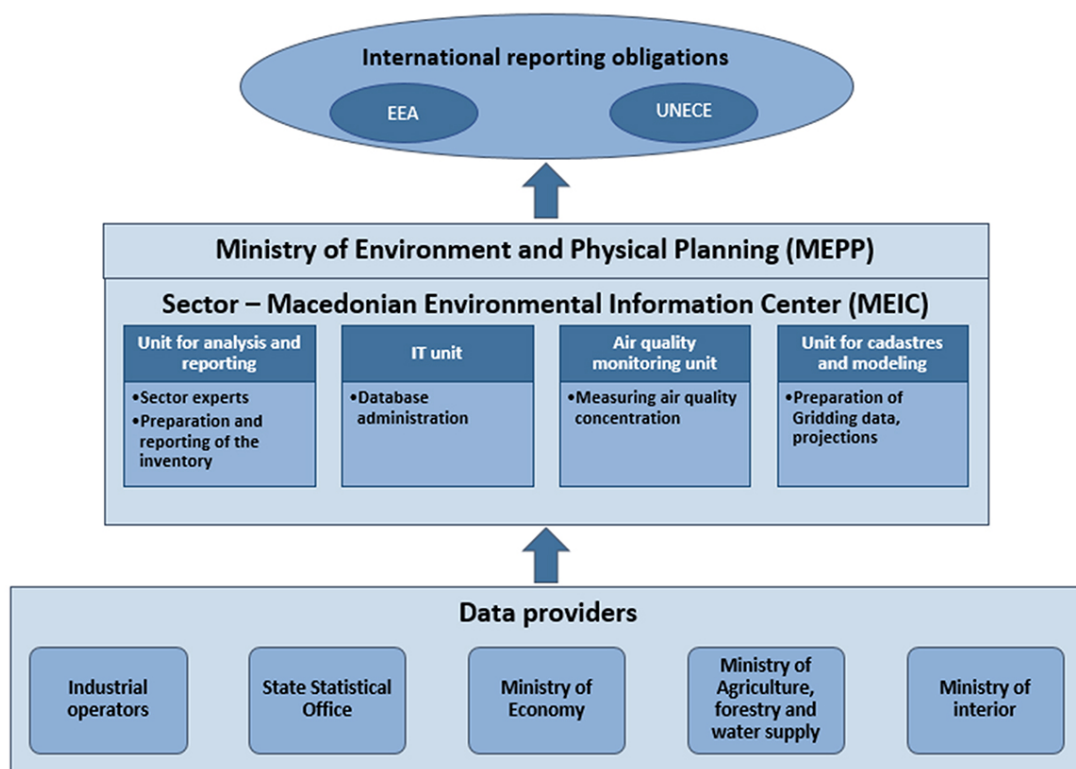 International reporting obligations
EEA
UNECE
Ministry of Environment and Physical Planning (MEPP)
Sector – Macedonian Environmental Information Center (MEIC)
Unit for analysis and
reporting
•Sector experts
•Preparation and
reporting of the
inventory
IT unit
•Database
administration
Air quality
monitoring unit
•Measuring air quality
concentration
Unit for cadastres
and modeling
•Preparation of
Gridding data,
projections
Data providers
Industrial
operators
State Statistical
Office
Ministry of
Economy
Ministry of
Agriculture,
forestry and
water supply
Ministry of
interior